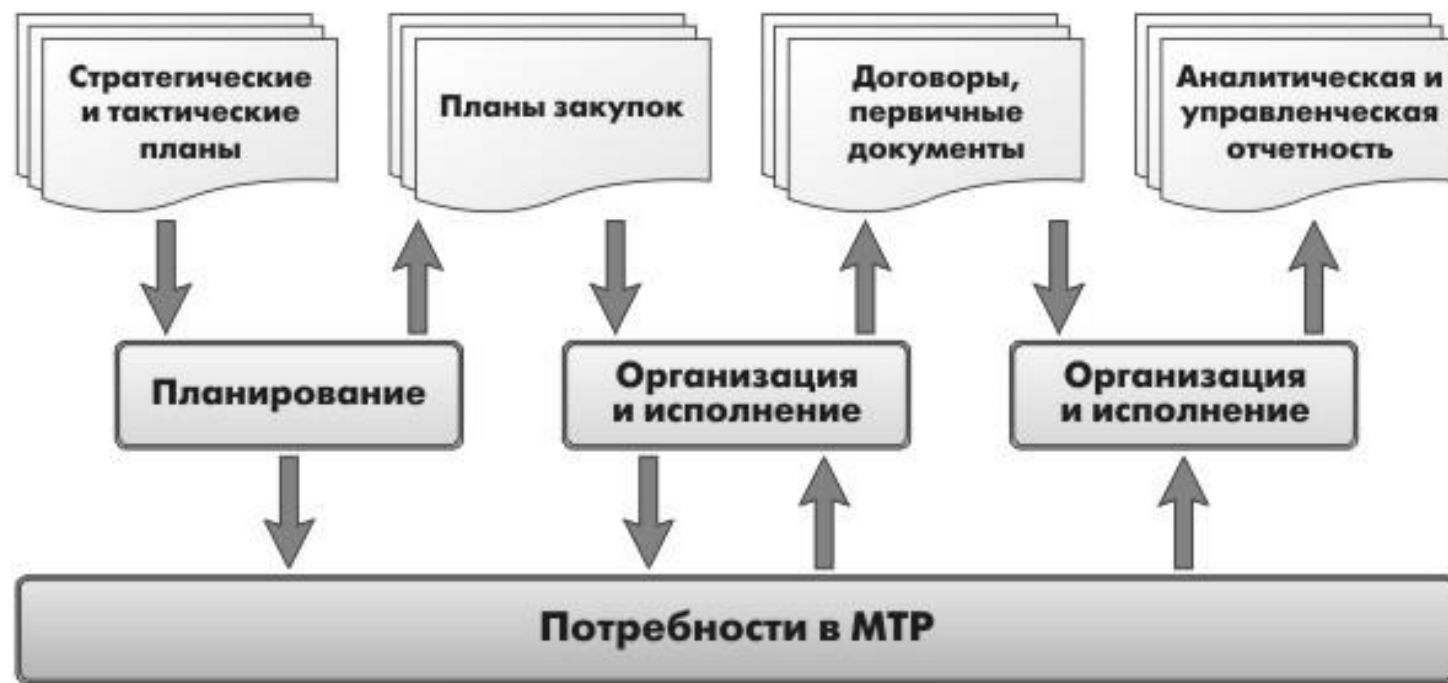 Стратегические
и тактические
планы
Планы закупок
Договоры,
первичные
документы
Аналитическая и
управленческая
отчетность
Планирование
Организация
и исполнение
Организация
и исполнение
Потребности в МТР